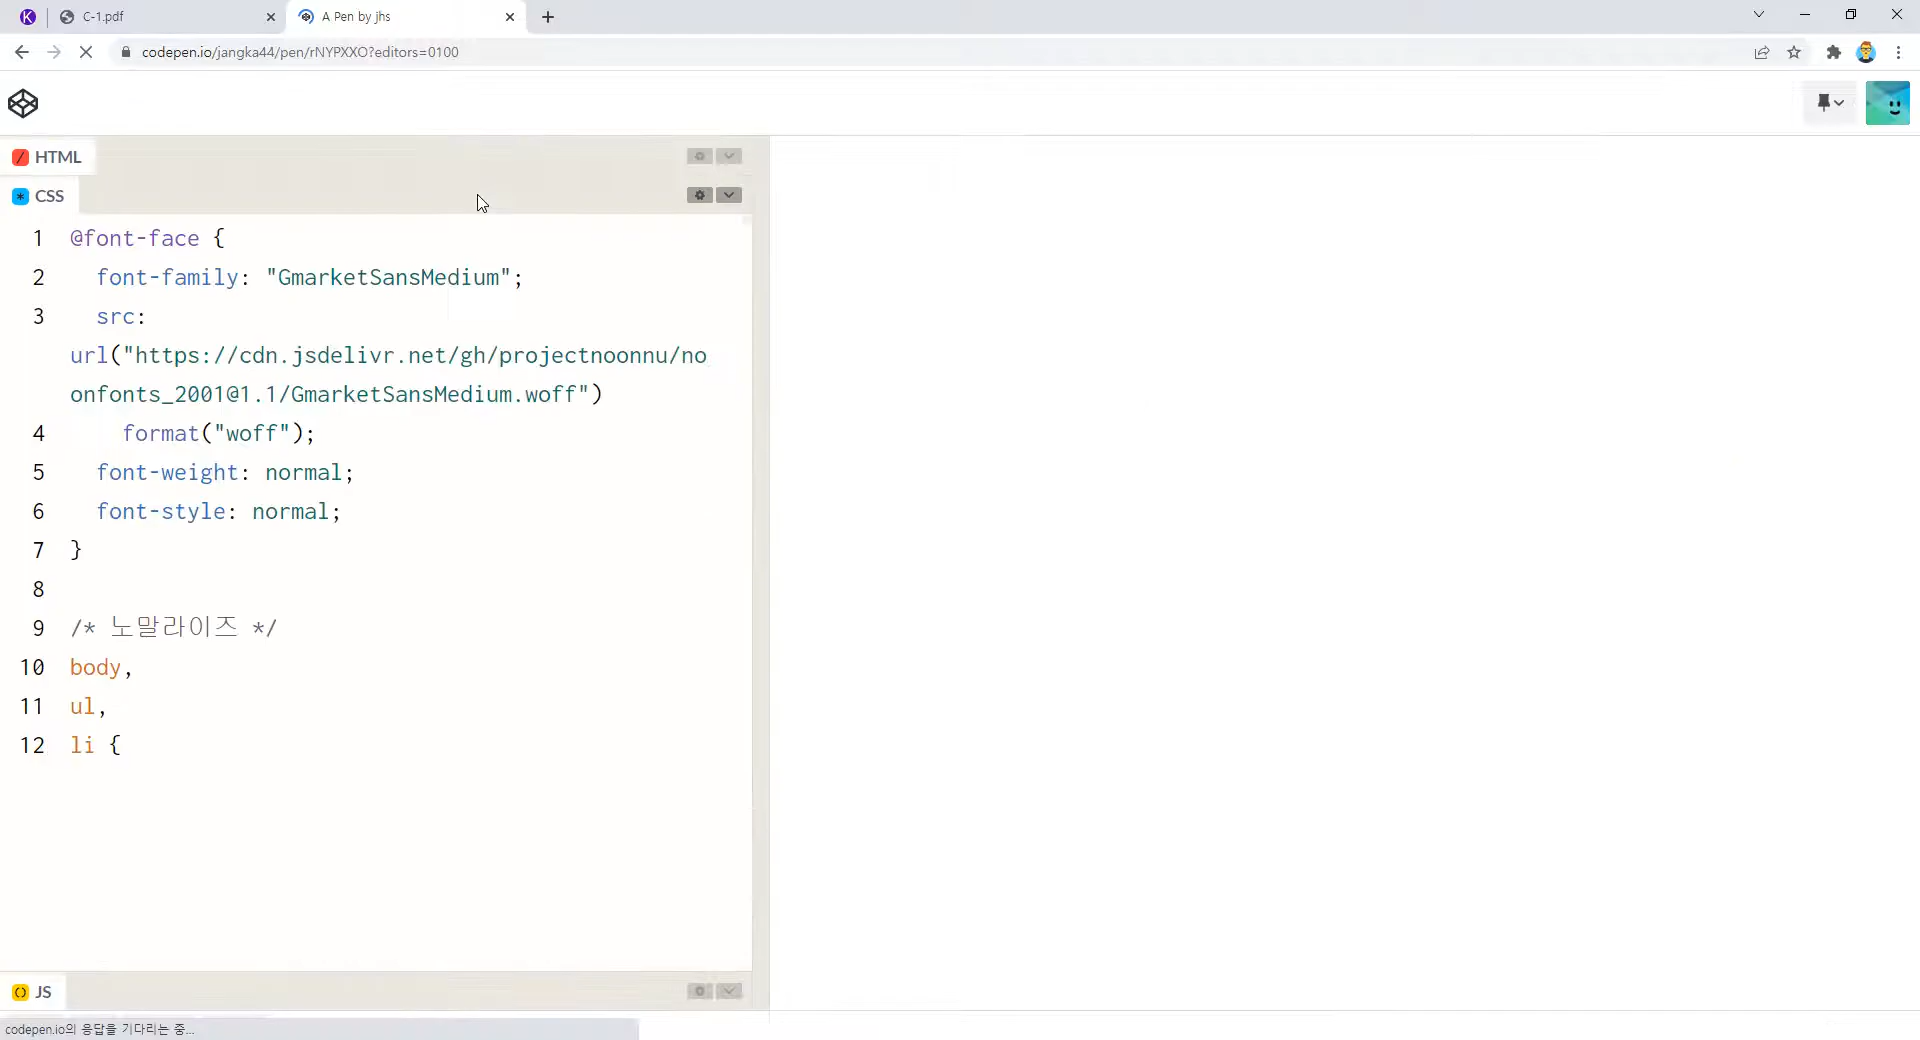 C-1.pdf
A Pen by jhs
codepen.io/jangka44/pen/rNYPXXO?editors=0100
HTML
CSS
1 @font-face {
2 font-family: "GmarketSansMedium";
3 src:
url("https://cdn.jsdelivr.net/gh/projectnoonnu/no
onfonts_2001@1.1/GmarketSansMedium.woff")
4 format("woff");
5 font-weight: normal;
6 font-style: normal;
7 }
8
9 /* 노말라이즈 */
10 body,
11 ul,
12 li {
JS
codepen.io의 응답을 기다리는 중...